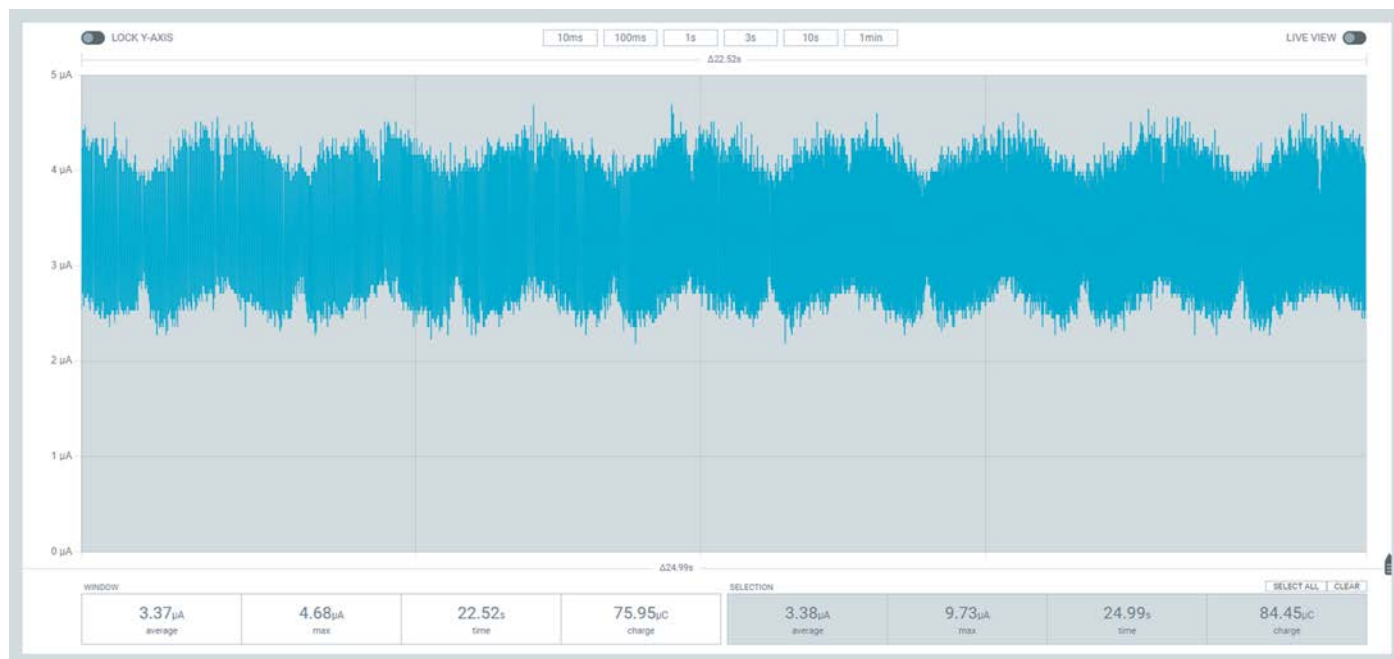 LOCK Y-AXIS
10ms 100ms 1s 3s 10s 1min
LIVE VIEW
Δ22.52s
5 µA
4 µA
3 µA
2 µA
1 µA
0 µA
Δ24.99s
WINDOW
3.37µA 4.68µA 22.52s 75.95µC
average max time charge
SELECTION
SELECT ALL CLEAR
3.38µA 9.73µA 24.99s 84.45µC
average max time charge